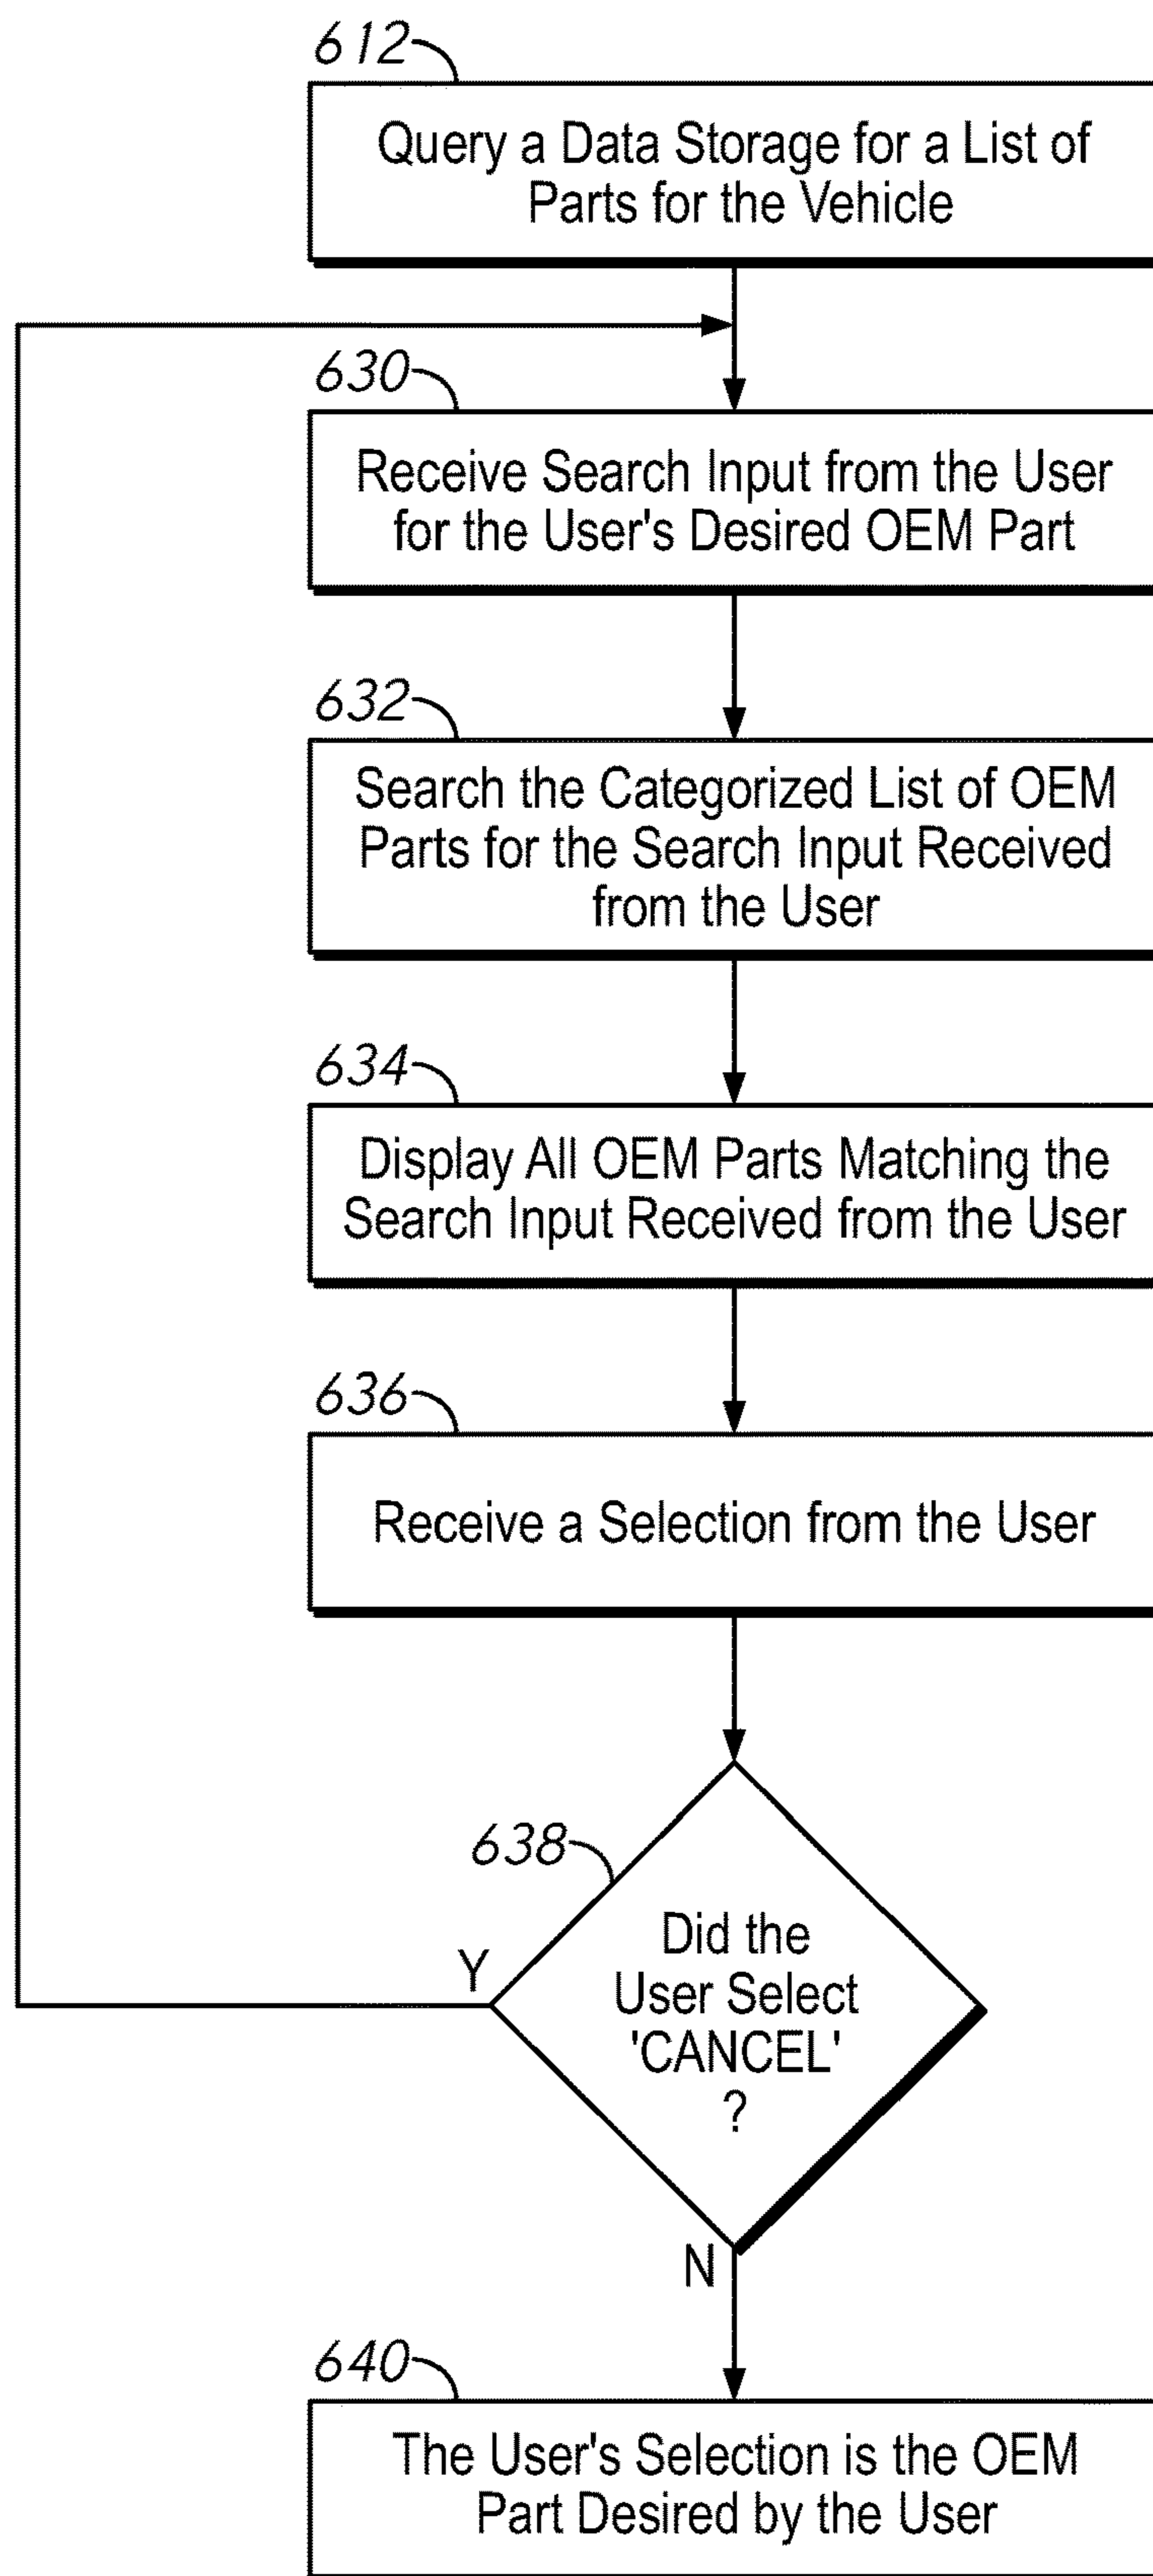 612
Query a Data Storage for a List of
Parts for the Vehicle
630
Receive Search Input from the User
for the User's Desired OEM Part
632
Search the Categorized List of OEM
Parts for the Search Input Received
from the User
634
Display All OEM Parts Matching the
Search Input Received from the User
636
Receive a Selection from the User
638
Did the
User Select
'CANCEL'
?
Y
N
640
The User's Selection is the OEM
Part Desired by the User